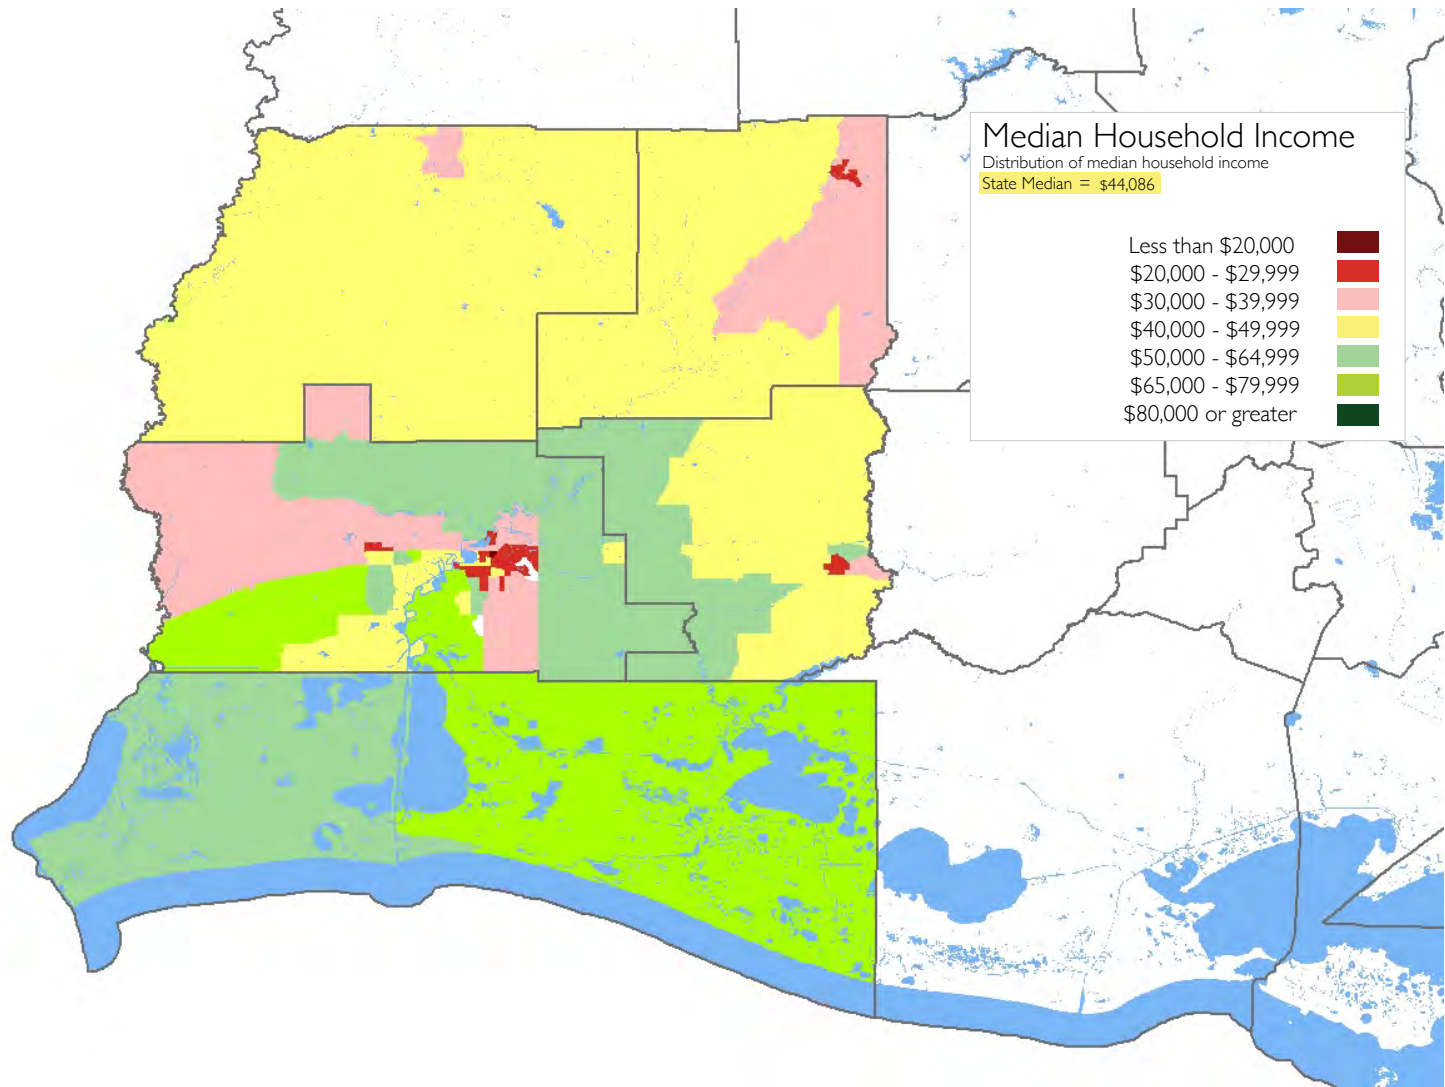 Median Household Income
Distribution of median household income
State Median = $44,086
Less than $20,000
$20,000 - $29,999
$30,000 - $39,999
$40,000 - $49,999
$50,000 - $64,999
$65,000 - $79,999
$80,000 or greater